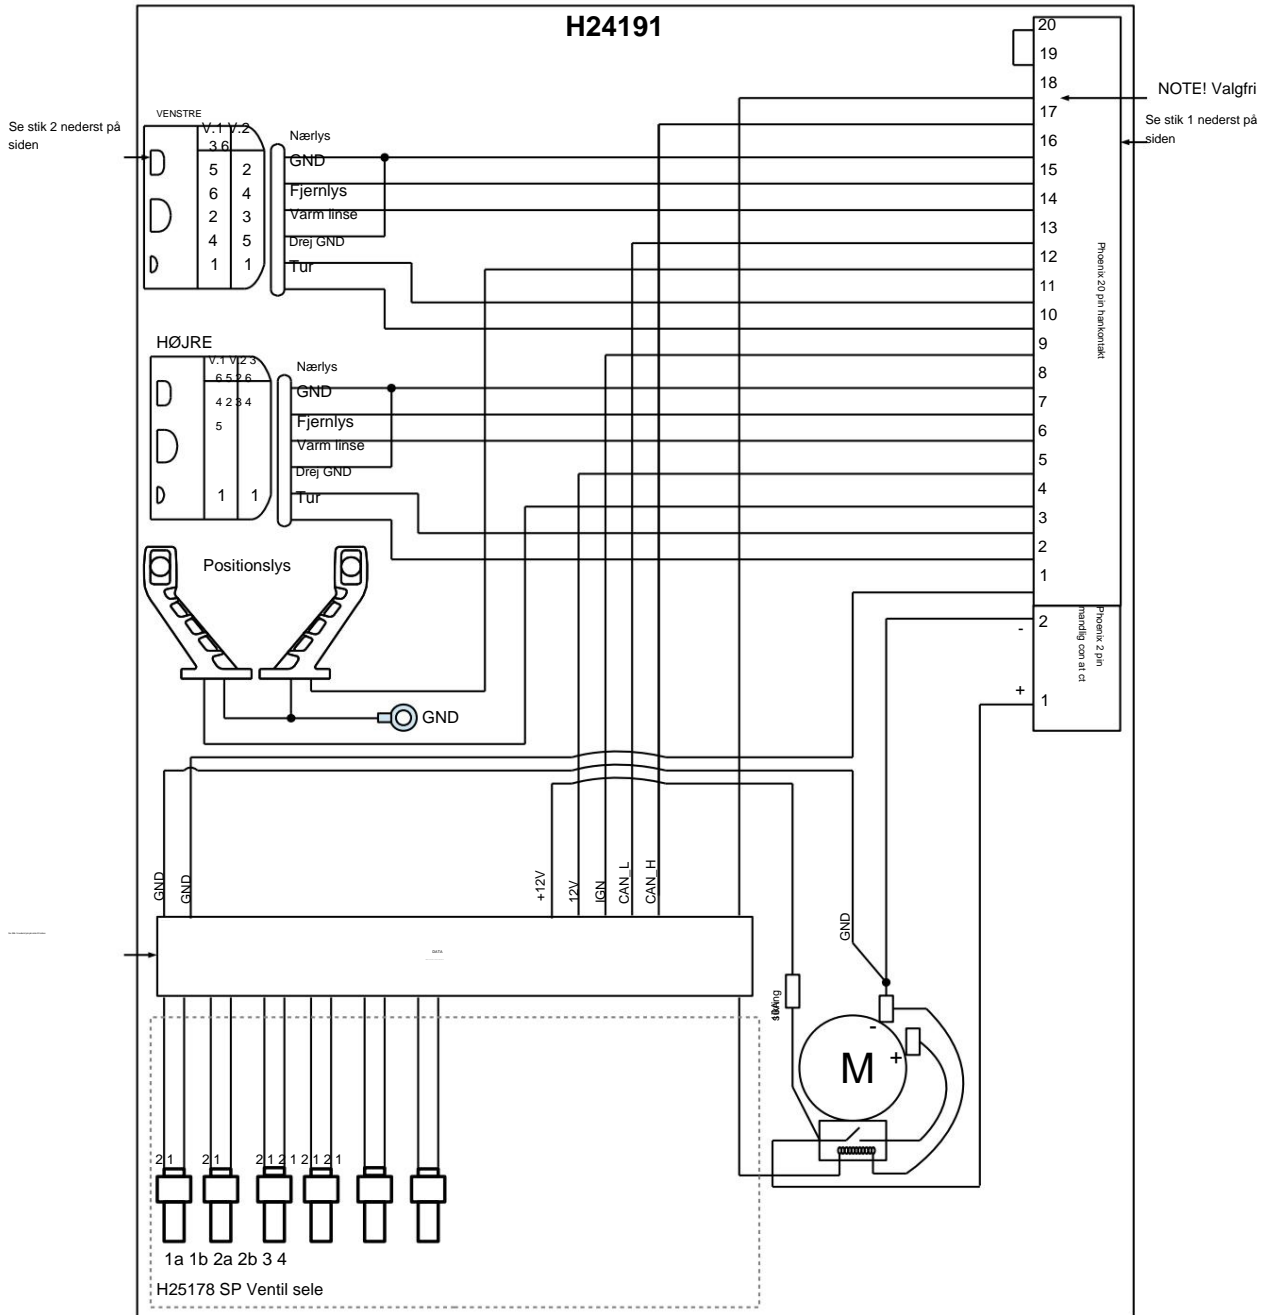 H24191
20
19
18
17
16
15
14
13
12
11
10
9
8
7
6
5
4
3
2
1
NOTE! Valgfri
Se stik 1 nederst på
siden
Phoenix 20 pin hankontakt
Se stik 2 nederst på
siden
VENSTRE
V.1 V.2
3 6
5 2
6 4
2 3
4 5
1 1
Nærlys
GND
Fjernlys
Varm linse
Drej GND
Tur
HØJRE
V.1 V.2 3
6 5 2 6
4 2 3 4
5
1 1
Nærlys
GND
Fjernlys
Varm linse
Drej GND
Tur
Positionslys
GND
2
-
+
1
Phoenix 2 pin
mandlig con at ct
GND
GND
+12V
12V
IGN
CAN_L
CAN_H
GND
DATA
-
+
M
2 1 2 1 2 1 2 1 2 1 2 1
1a 1b 2a 2b 3 4
H25178 SP Ventil sele